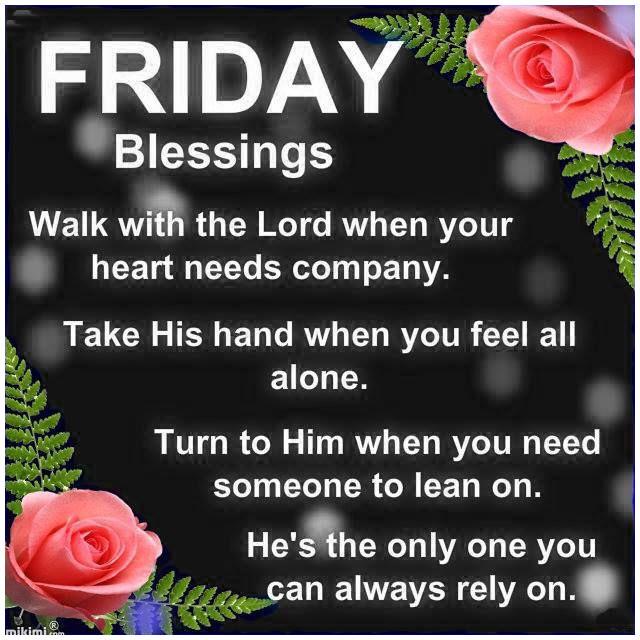 FRIDAY
Blessings
Walk with the Lord when your
heart needs company.
Take His hand when you feel all
alone.
Turn to Him when you need
someone to lean on.
He's the only one you
can always rely on.
mikimi®.com